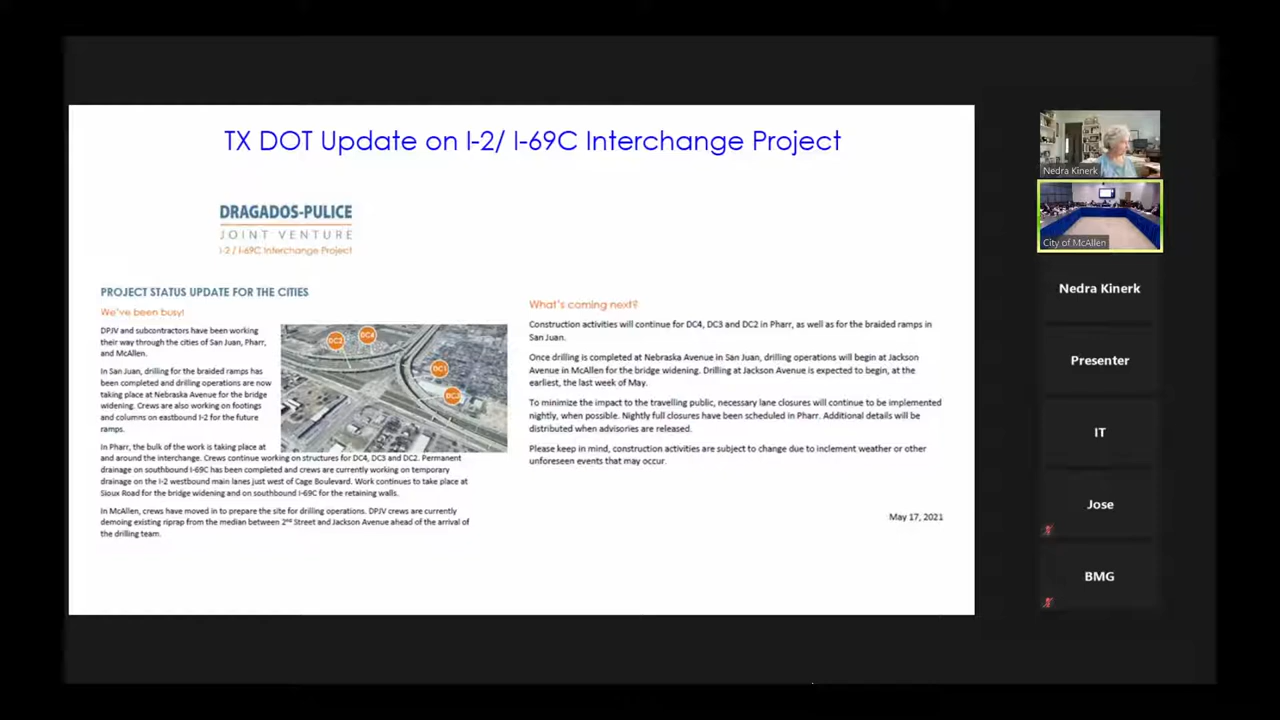 TX DOT Update on I-2/ I-69C Interchange Project
DRAGADOS-PULICE
JOINT VENTURE
I-2 / I-69C Interchange Project
PROJECT STATUS UPDATE FOR THE CITIES
We've been busy!
DPJV and subcontractors have been working
their way through the cities of San Juan, Pharr,
and McAllen.
In San Juan, drilling for the braided ramps has
been completed and drilling operations are now
taking place at Nebraska Avenue for the bridge
widening. Crews are also working on footings
and columns on eastbound I-2 for the future
ramps.
In Pharr, the bulk of the work is taking place at
and around the interchange. Crews continue working on structures for DC4, DC3 and DC2. Permanent
drainage on southbound I-69C has been completed and crews are currently working on temporary
drainage on the I-2 westbound main lanes just west of Cage Boulevard. Work continues to take place at
Sioux Road for the bridge widening and on southbound I-69C for the retaining walls.
In McAllen, crews have moved in to prepare the site for drilling operations. DPJV crews are currently
demoing existing riprap from the median between 2nd Street and Jackson Avenue ahead of the arrival of
the drilling team.
DC4
DC1
What's coming next?
Construction activities will continue for DC4, DC3 and DC2 in Pharr, as well as for the braided ramps in
San Juan.
Once drilling is completed at Nebraska Avenue in San Juan, drilling operations will begin at Jackson
Avenue in McAllen for the bridge widening. Drilling at Jackson Avenue is expected to begin, at the
earliest, the last week of May.
To minimize the impact to the travelling public, necessary lane closures will continue to be implemented
nightly, when possible. Nightly full closures have been scheduled in Pharr. Additional details will be
distributed when advisories are released.
Please keep in mind, construction activities are subject to change due to inclement weather or other
unforeseen events that may occur.
May 17, 2021
Nedra Kinerk
City of McAllen
Nedra Kinerk
Presenter
IT
Jose
BMG